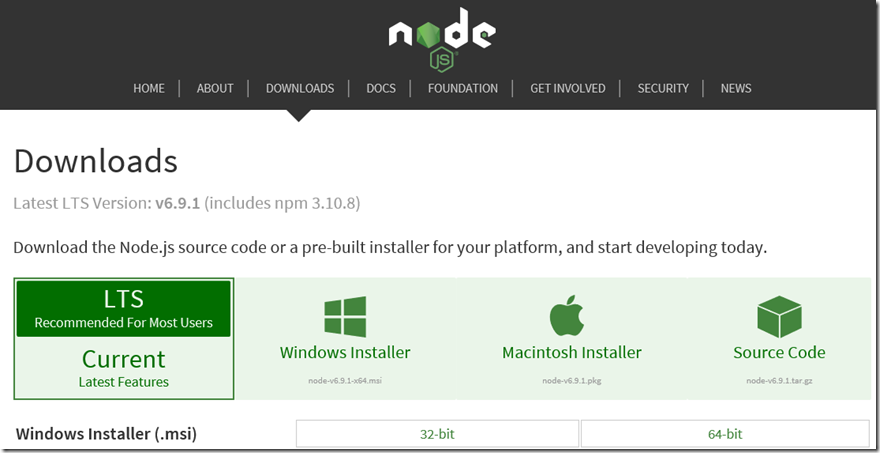 node
JS
HOME
ABOUT
DOWNLOADS
DOCS
FOUNDATION
GET INVOLVED
SECURITY
NEWS
Downloads
Latest LTS Version: v6.9.1 (includes npm 3.10.8)
Download the Node.js source code or a pre-built installer for your platform, and start developing today.
LTS
Recommended For Most Users
Current
Latest Features
Windows Installer
node-v6.9.1-x64.msi
Macintosh Installer
node-v6.9.1.pkg
Source Code
node-v6.9.1.tar.gz
Windows Installer (.msi)
32-bit
64-bit